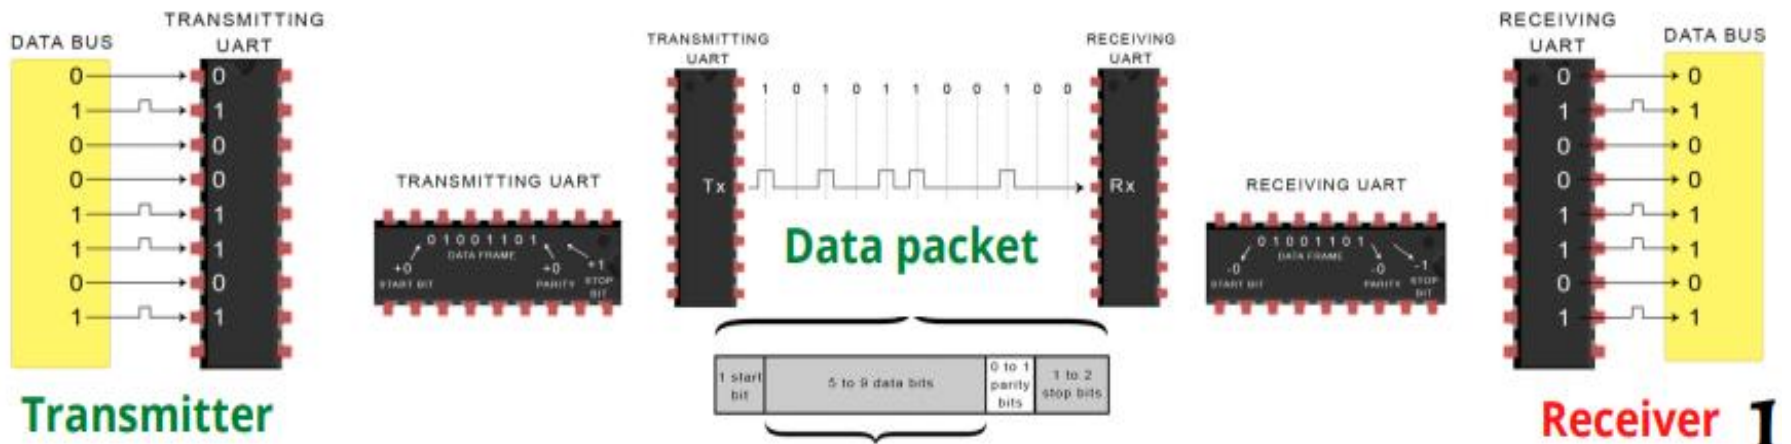 DATA BUS
TRANSMITTING
UART
0 0
1 1
0 0
0 0
1 1
1 1
0 0
1 1
Transmitter
TRANSMITTING UART
0 1 0 0 1 1 0 1
DATA FRAME
+0 +0 +1
START BIT PARITY STOP
BIT
TRANSMITTING
UART
RECEIVING
UART
1 0 1 0 1 1 0 0 1 0 0
Tx
Rx
Data packet
1 start
bit
5 to 9 data bits
0 to 1
parity
bits
1 to 2
stop bits
RECEIVING UART
0 1 0 0 1 1 0 1
DATA FRAME
-0 -0 -1
START BIT PARITY STOP
BIT
RECEIVING
UART
DATA BUS
0 0
1 1
0 0
0 0
1 1
1 1
0 0
1 1
Receiver 1